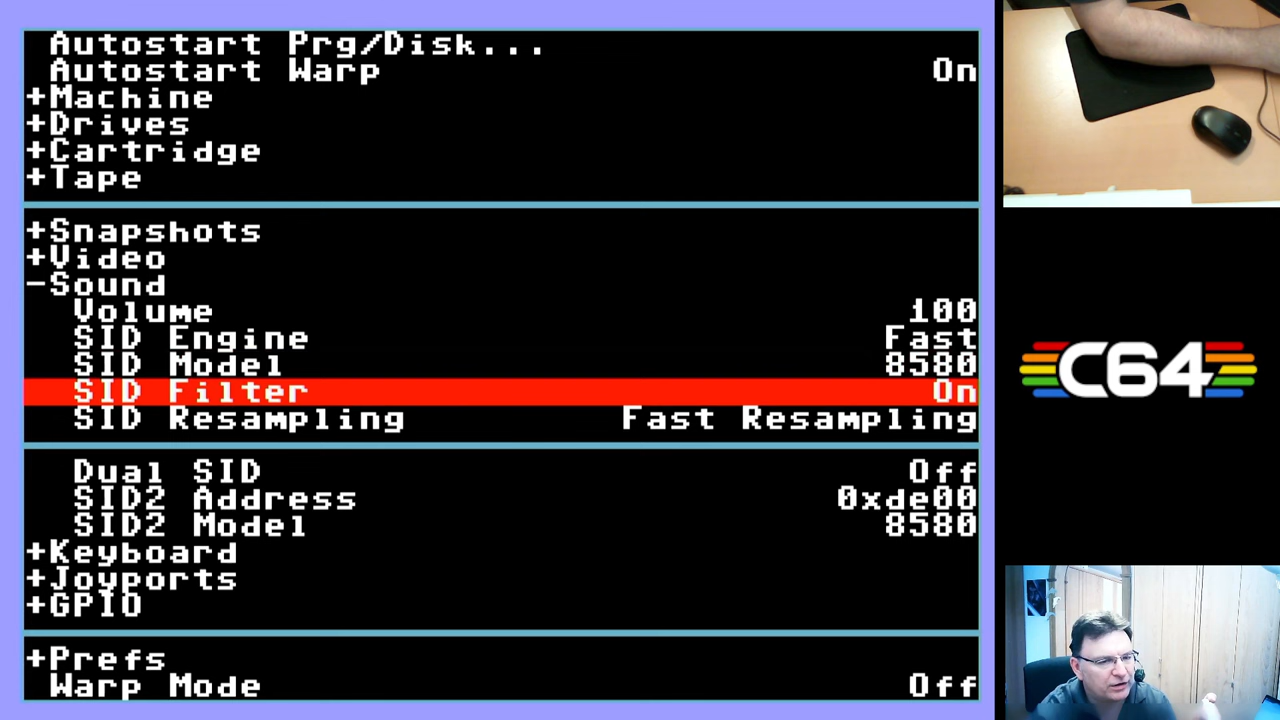 Autostart Prg/Disk...
Autostart Warp On
+Machine
+Drives
+Cartridge
+Tape
+Snapshots
+Video
-Sound
Volume 100
SID Engine Fast
SID Model 8580
SID Filter On
SID Resampling Fast Resampling
Dual SID Off
SID2 Address 0xde00
SID2 Model 8580
+Keyboard
+Joyports
+GPIO
+Prefs
Warp Mode Off
C64